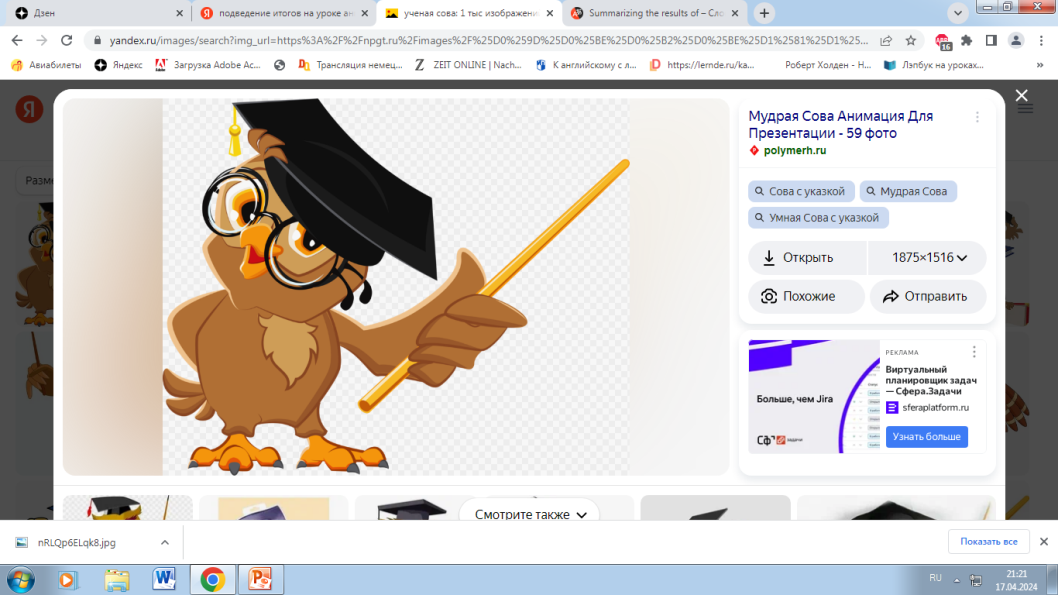 Дзен
подведение итогов на уроке ан
ученая сова: 1 тыс изображени
Summarizing the results of – Сло
yandex.ru/images/search?img_url=https%3A%2F%2Fnpgt.ru%2Fimages%2F%25D0%259D%25D0%25BE%25D0%25B2%25D0%25BE%25D1%2581%25D1%...
16
Авиабилеты
Яндекс
Загрузка Adobe Ac...
Трансляция немец...
ZEIT ONLINE | Nach...
К английскому с л...
https://lernde.ru/ka...
Роберт Холден - Н...
Лэпбук на уроках...
»
Я
Разме
Мудрая Сова Анимация Для
Презентации - 59 фото
polymerh.ru
Сова с указкой
Мудрая Сова
Умная Сова с указкой
Открыть
1875×1516
Похожие
Отправить
Больше, чем Jira
Сф
задачи
РЕКЛАМА
Виртуальный
планировщик задач
— Сфера.Задачи
sferaplatform.ru
Узнать больше
Смотрите также
nRLQp6ELqk8.jpg
Показать все
RU
21:21
17.04.2024